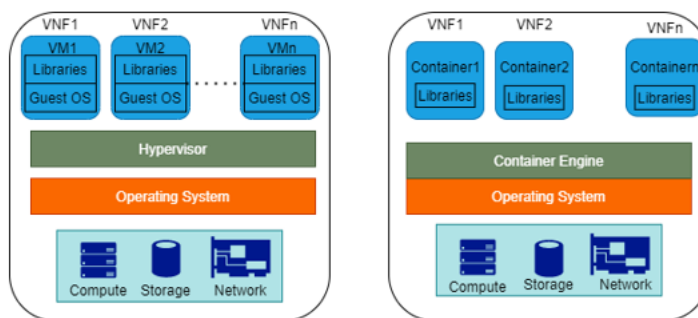 VNF1 VNF2 VNFn
VM1 VM2 VMn
Libraries Libraries Libraries
Guest OS Guest OS Guest OS
Hypervisor
Operating System
Compute Storage Network
VNF1 VNF2 VNFn
Container1 Container2 Containern
Libraries Libraries Libraries
Container Engine
Operating System
Compute Storage Network